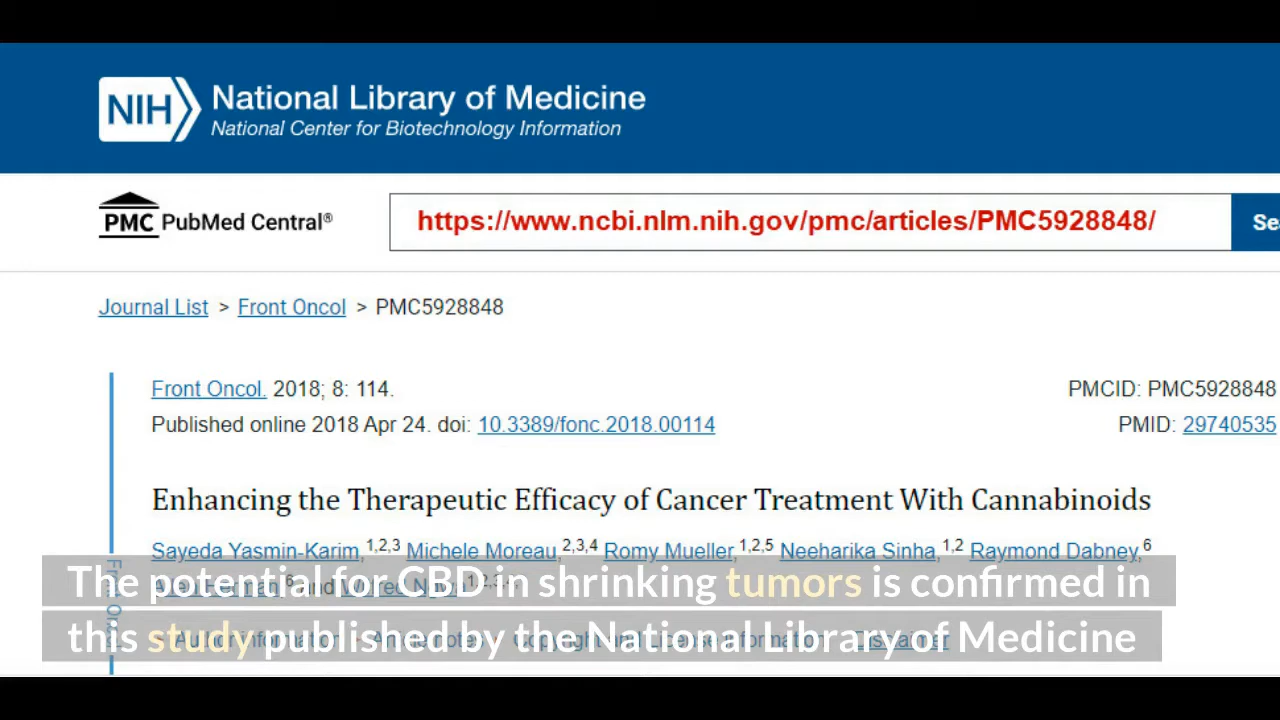 NIH National Library of Medicine
National Center for Biotechnology Information
PMC PubMed Central®
https://www.ncbi.nlm.nih.gov/pmc/articles/PMC5928848/
Journal List > Front Oncol > PMC5928848
Front Oncol. 2018; 8: 114.
PMCID: PMC5928848
Published online 2018 Apr 24. doi: 10.3389/fonc.2018.00114
PMID: 29740535
Enhancing the Therapeutic Efficacy of Cancer Treatment With Cannabinoids
Sayeda Yasmin-Karim,1,2,3 Michele Moreau,2,3,4 Romy Mueller,1,2,5 Neeharika Sinha,1,2 Raymond Dabney,6
The potential for CBD in shrinking tumors is confirmed in
this study published by the National Library of Medicine